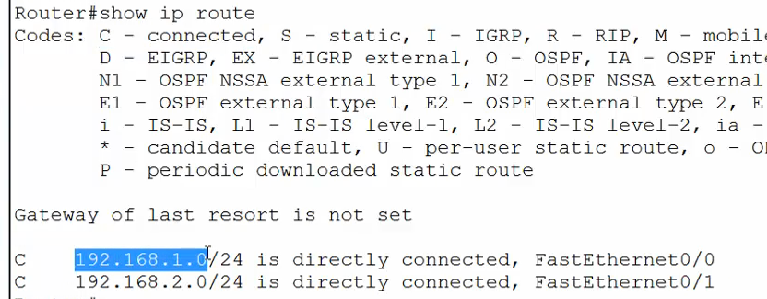 Router#show ip route
Codes: C - connected, S - static, I - IGRP, R - RIP, M - mobile
D - EIGRP, EX - EIGRP external, O - OSPF, IA - OSPF
N1 - OSPF NSSA external type 1, N2 - OSPF NSSA external
E1 - OSPF external type 1, E2 - OSPF external type 2, E
i - IS-IS, L1 - IS-IS level-1, L2 - IS-IS level-2, ia -
* - candidate default, U - per-user static route, o -
P - periodic downloaded static route
Gateway of last resort is not set
C 192.168.1.0/24 is directly connected, FastEthernet0/0
C 192.168.2.0/24 is directly connected, FastEthernet0/1